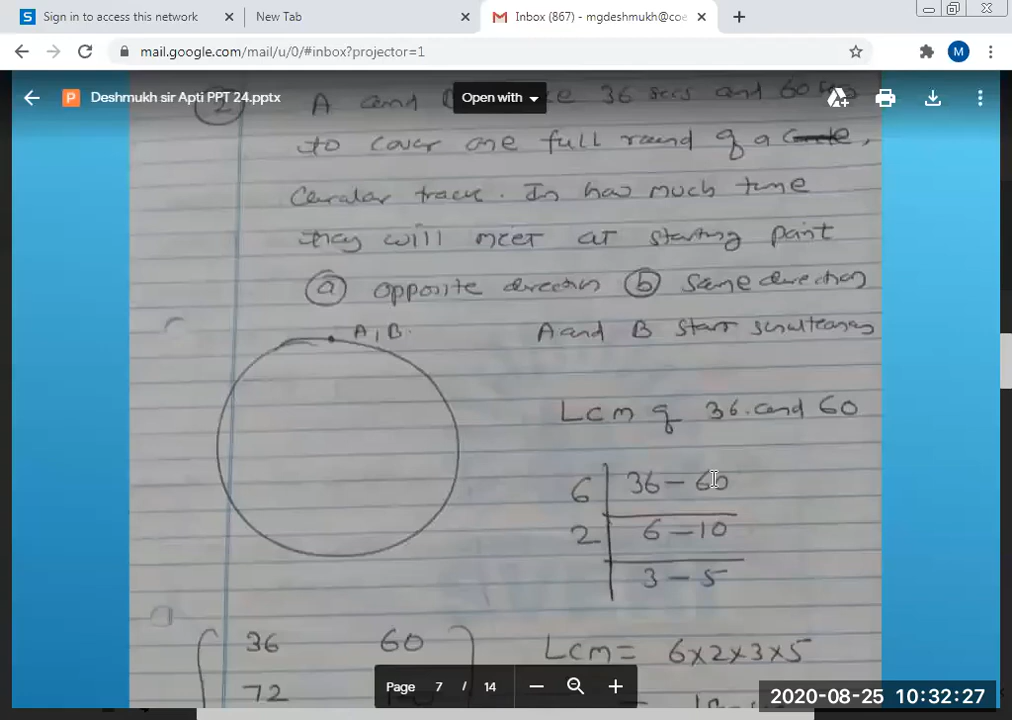 Sign in to access this network
New Tab
Inbox (867) - mgdeshmukh@coe
mail.google.com/mail/u/0/#inbox?projector=1
M
P Deshmukh sir Apti PPT 24.pptx
Open with
2 A and 36 secs and 60
to cover one full round of a
Circular track. In how much time
they will meet at starting point
(a) opposite direction (b) Same direction
A, B.
A and B start
Lcm of 36 and 60
6 36 - 60
2 6 - 10
3 - 5
36 60
Lcm = 6x2x3x5
72
Page 7 / 14
2020-08-25 10:32:27